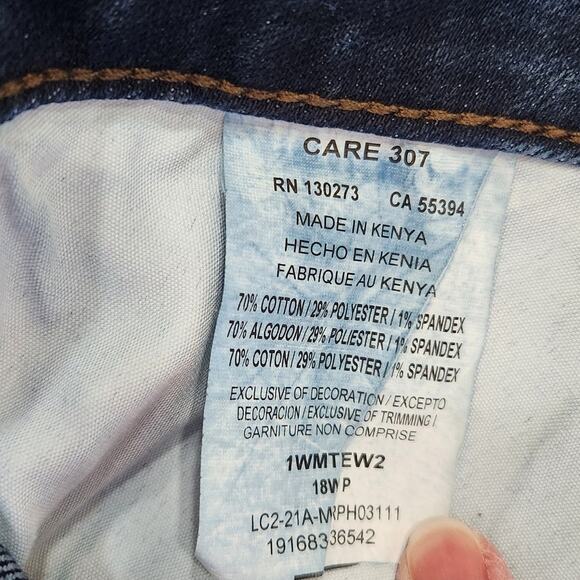 CARE 307
RN 130273 CA 55394
MADE IN KENYA
HECHO EN KENIA
FABRIQUE AU KENYA
70% COTTON / 29% POLYESTER / 1% SPANDEX
70% ALGODON / 29% POLIESTER / 1% SPANDEX
70% COTON / 29% POLYESTER / 1% SPANDEX
EXCLUSIVE OF DECORATION / EXCEPTO
DECORACION / EXCLUSIVE OF TRIMMING /
GARNITURE NON COMPRISE
1WMTEW2
18WP